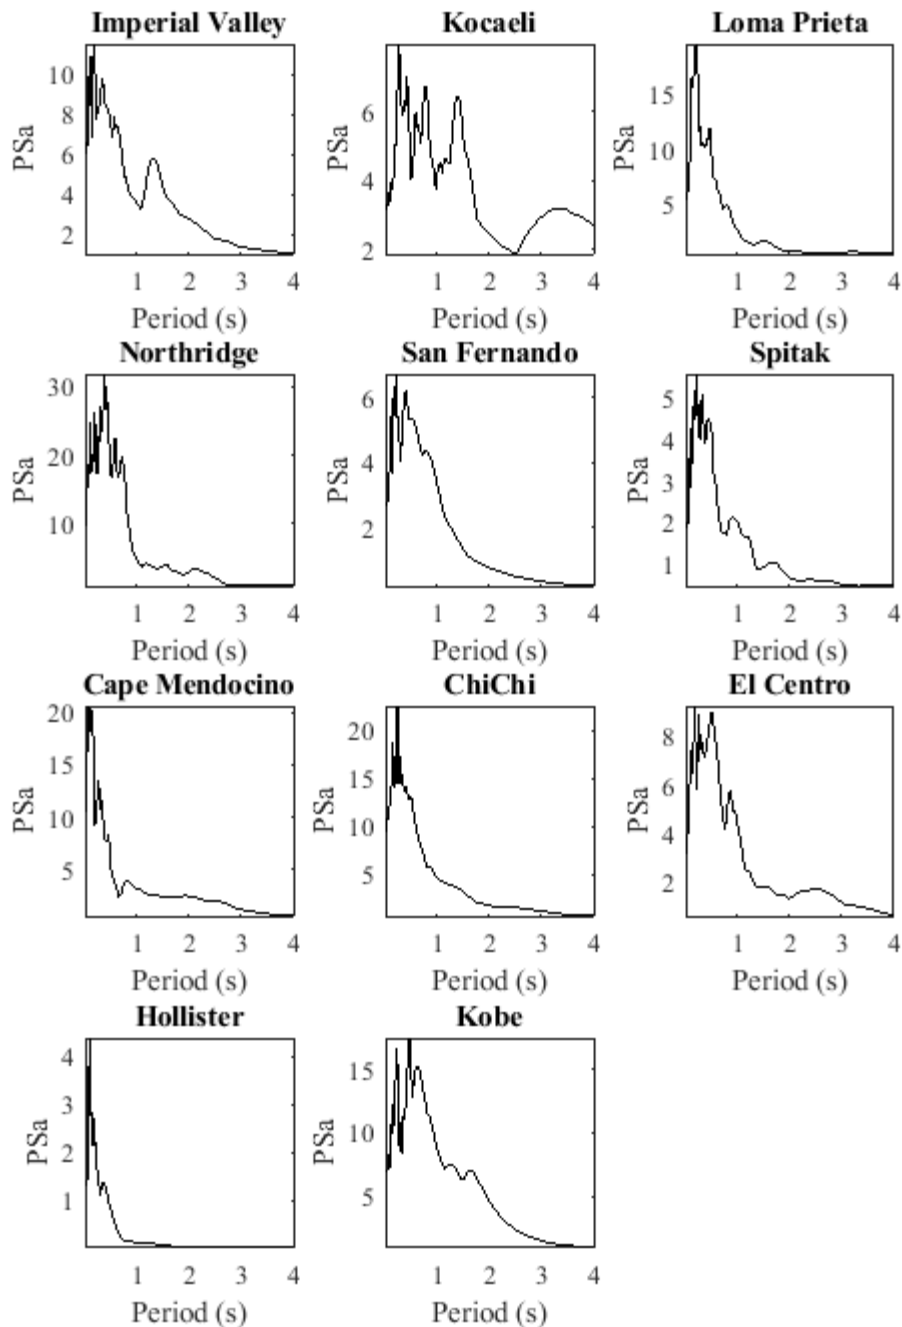 Imperial Valley
PSa
10
8
6
4
2
1 2 3 4
Period (s)
Kocaeli
PSa
6
4
2
1 2 3 4
Period (s)
Loma Prieta
PSa
15
10
5
1 2 3 4
Period (s)
Northridge
PSa
30
20
10
1 2 3 4
Period (s)
San Fernando
PSa
6
4
2
1 2 3 4
Period (s)
Spitak
PSa
5
4
3
2
1
1 2 3 4
Period (s)
Cape Mendocino
PSa
20
15
10
5
1 2 3 4
Period (s)
ChiChi
PSa
20
15
10
5
1 2 3 4
Period (s)
El Centro
PSa
8
6
4
2
1 2 3 4
Period (s)
Hollister
PSa
4
3
2
1
1 2 3 4
Period (s)
Kobe
PSa
15
10
5
1 2 3 4
Period (s)